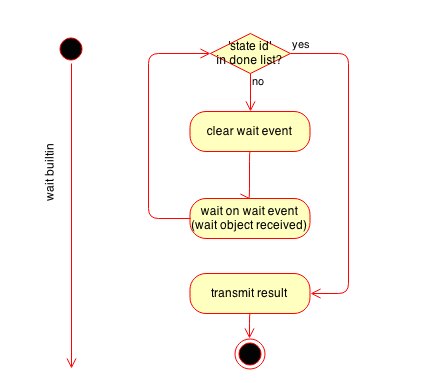 'state id'
in done list?
yes
no
clear wait event
wait builtin
wait on wait event
(wait object received)
transmit result